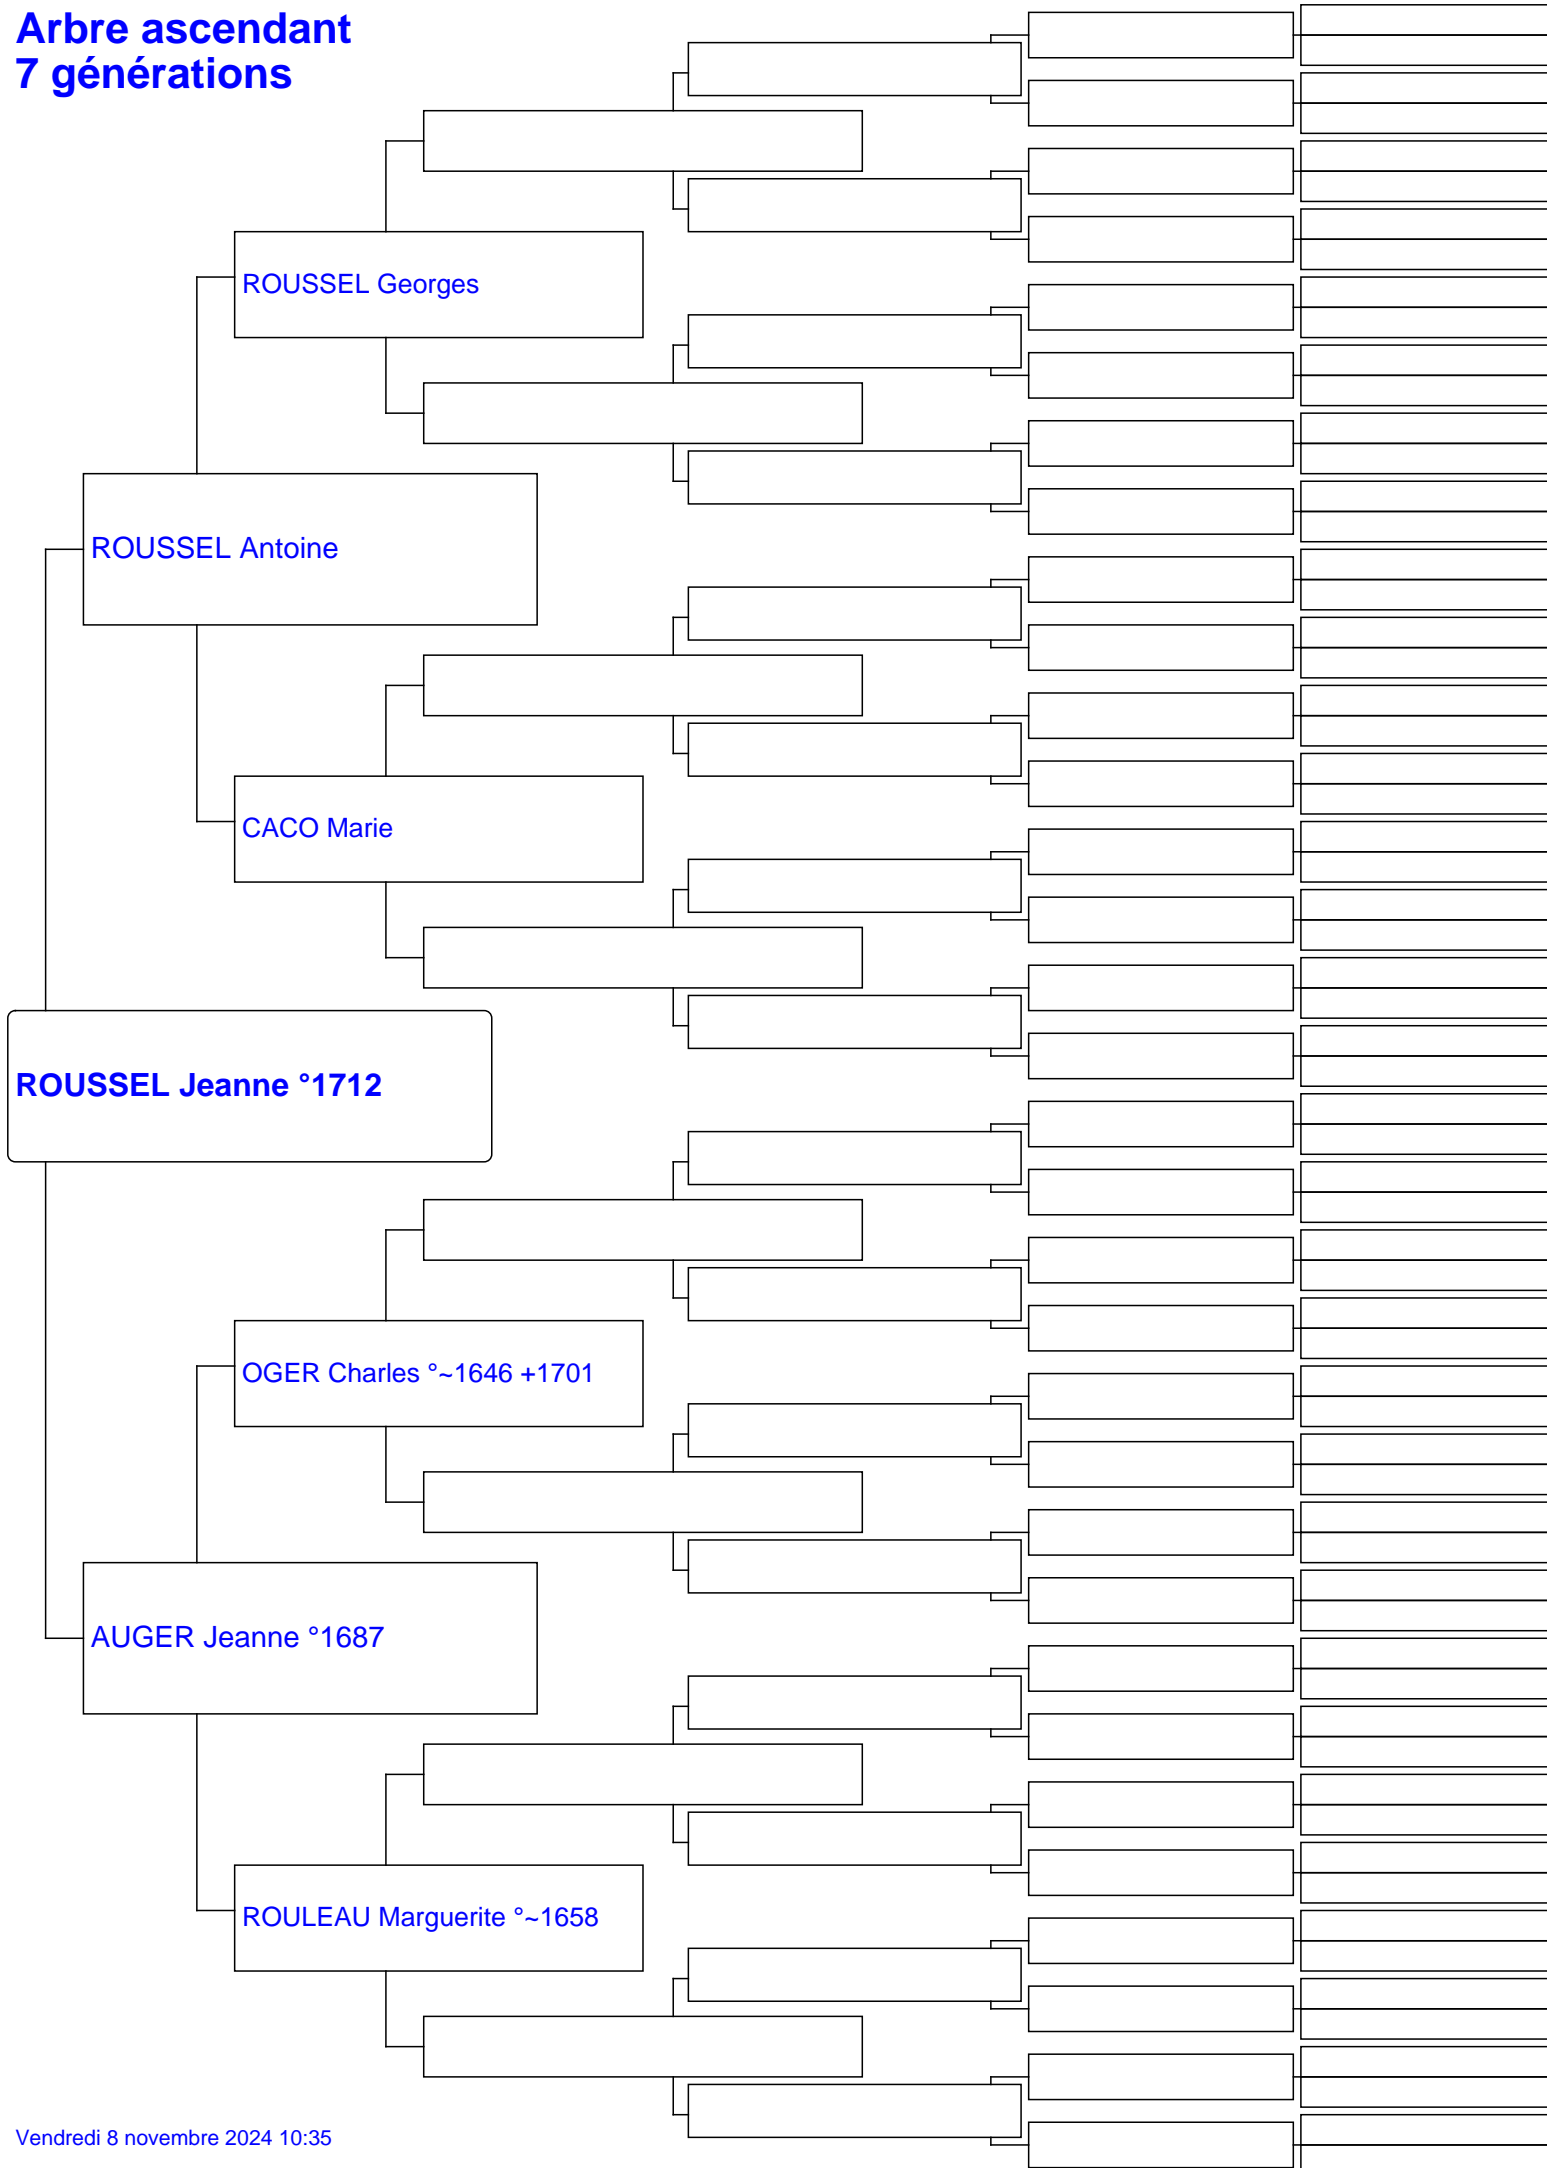 Arbre ascendant
7 générations
ROUSSEL Georges
ROUSSEL Antoine
CACO Marie
ROUSSEL Jeanne °1712
OGER Charles °~1646 +1701
AUGER Jeanne °1687
ROULEAU Marguerite °~1658
Vendredi 8 novembre 2024 10:35